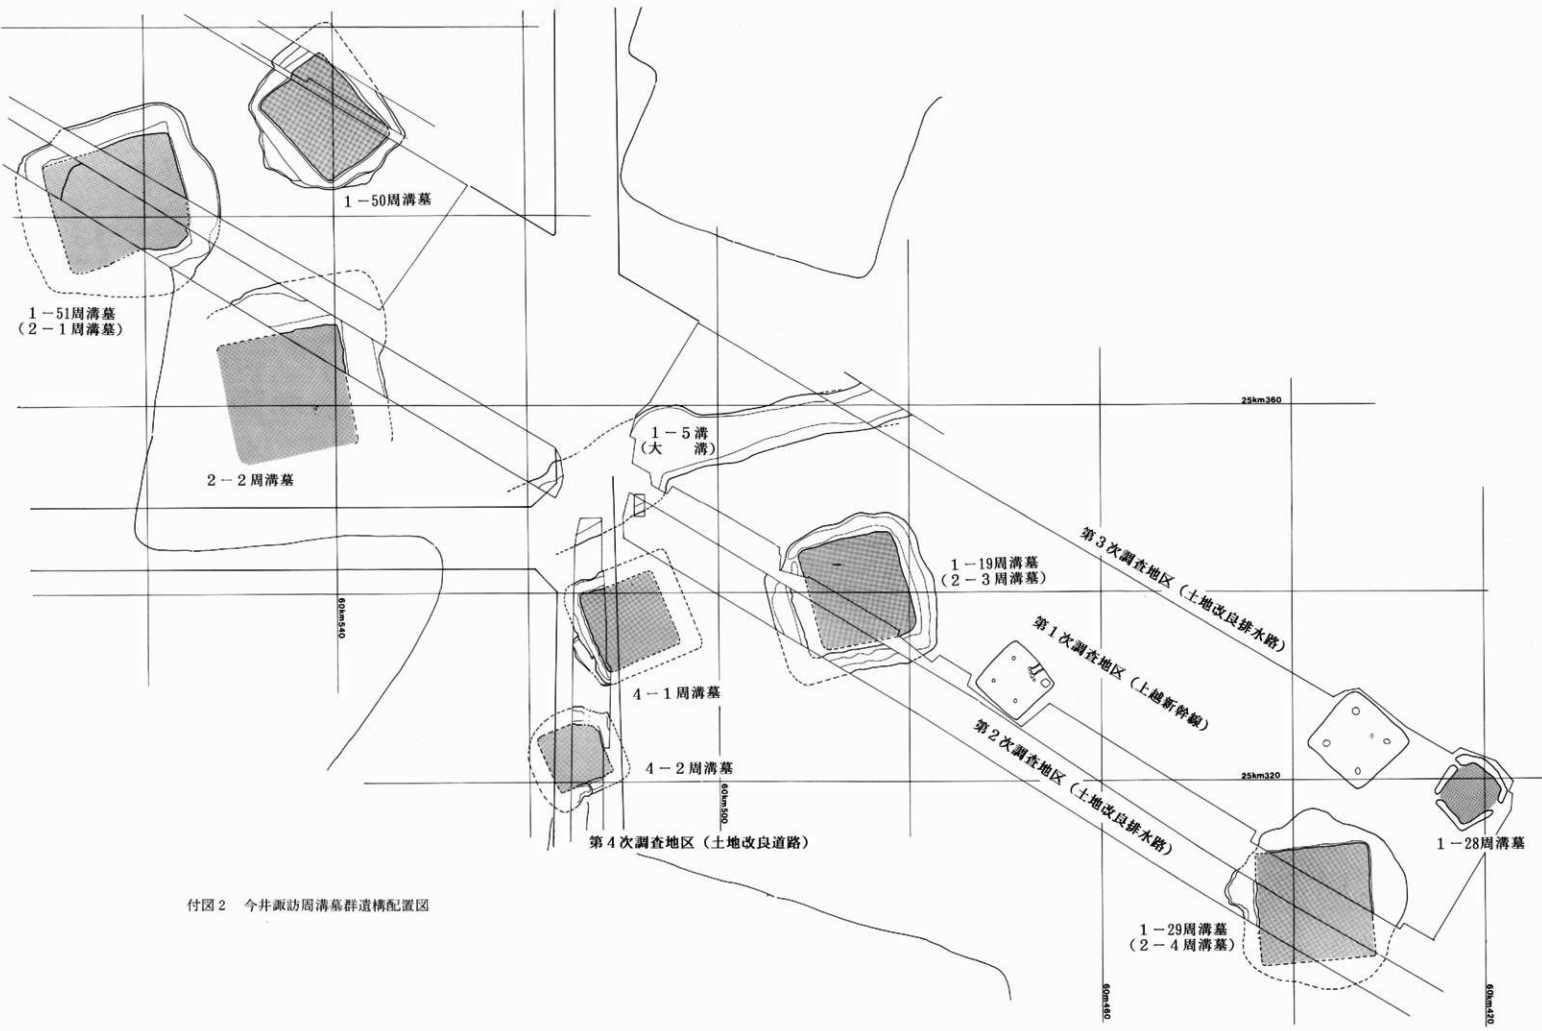 1－50周溝墓
1－51周溝墓
（2－1周溝墓）
2－2周溝墓
1－5溝
（大　溝）
25km360
1－19周溝墓
（2－3周溝墓）
第3次調査地区（土地改良排水路）
第1次調査地区（上越新幹線）
第2次調査地区（土地改良排水路）
60km540
4－1周溝墓
4－2周溝墓
60km500
25km320
第4次調査地区（土地改良道路）
1－28周溝墓
付図2　今井諏訪周溝墓群遺構配置図
1－29周溝墓
（2－4周溝墓）
60m460
60km420